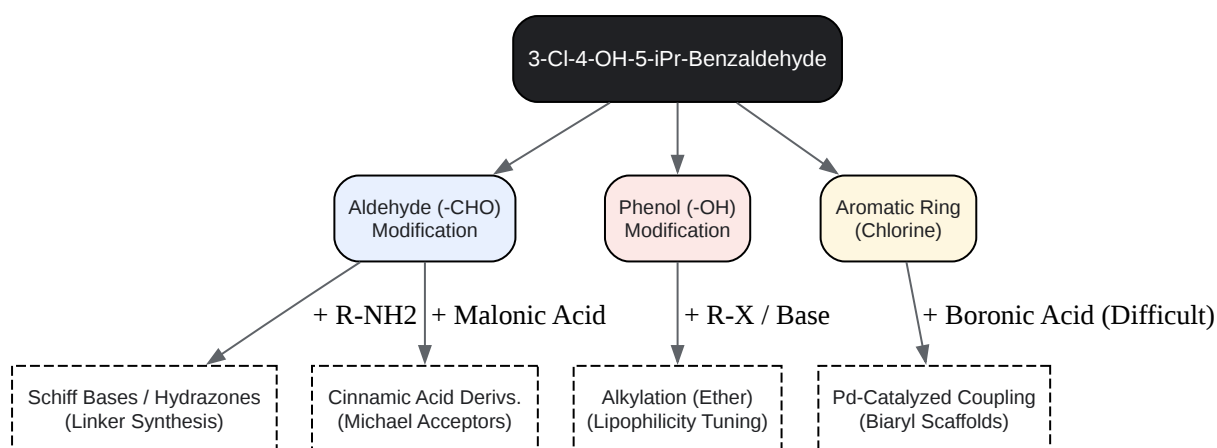 3-Cl-4-OH-5-iPr-Benzaldehyde
Aldehyde (-CHO)
Modification
Phenol (-OH)
Modification
Aromatic Ring
(Chlorine)
+ R-NH2
+ Malonic Acid
+ R-X / Base
+ Boronic Acid (Difficult)
Schiff Bases / Hydrazones
(Linker Synthesis)
Cinnamic Acid Derivs.
(Michael Acceptors)
Alkylation (Ether)
(Lipophilicity Tuning)
Pd-Catalyzed Coupling
(Biaryl Scaffolds)